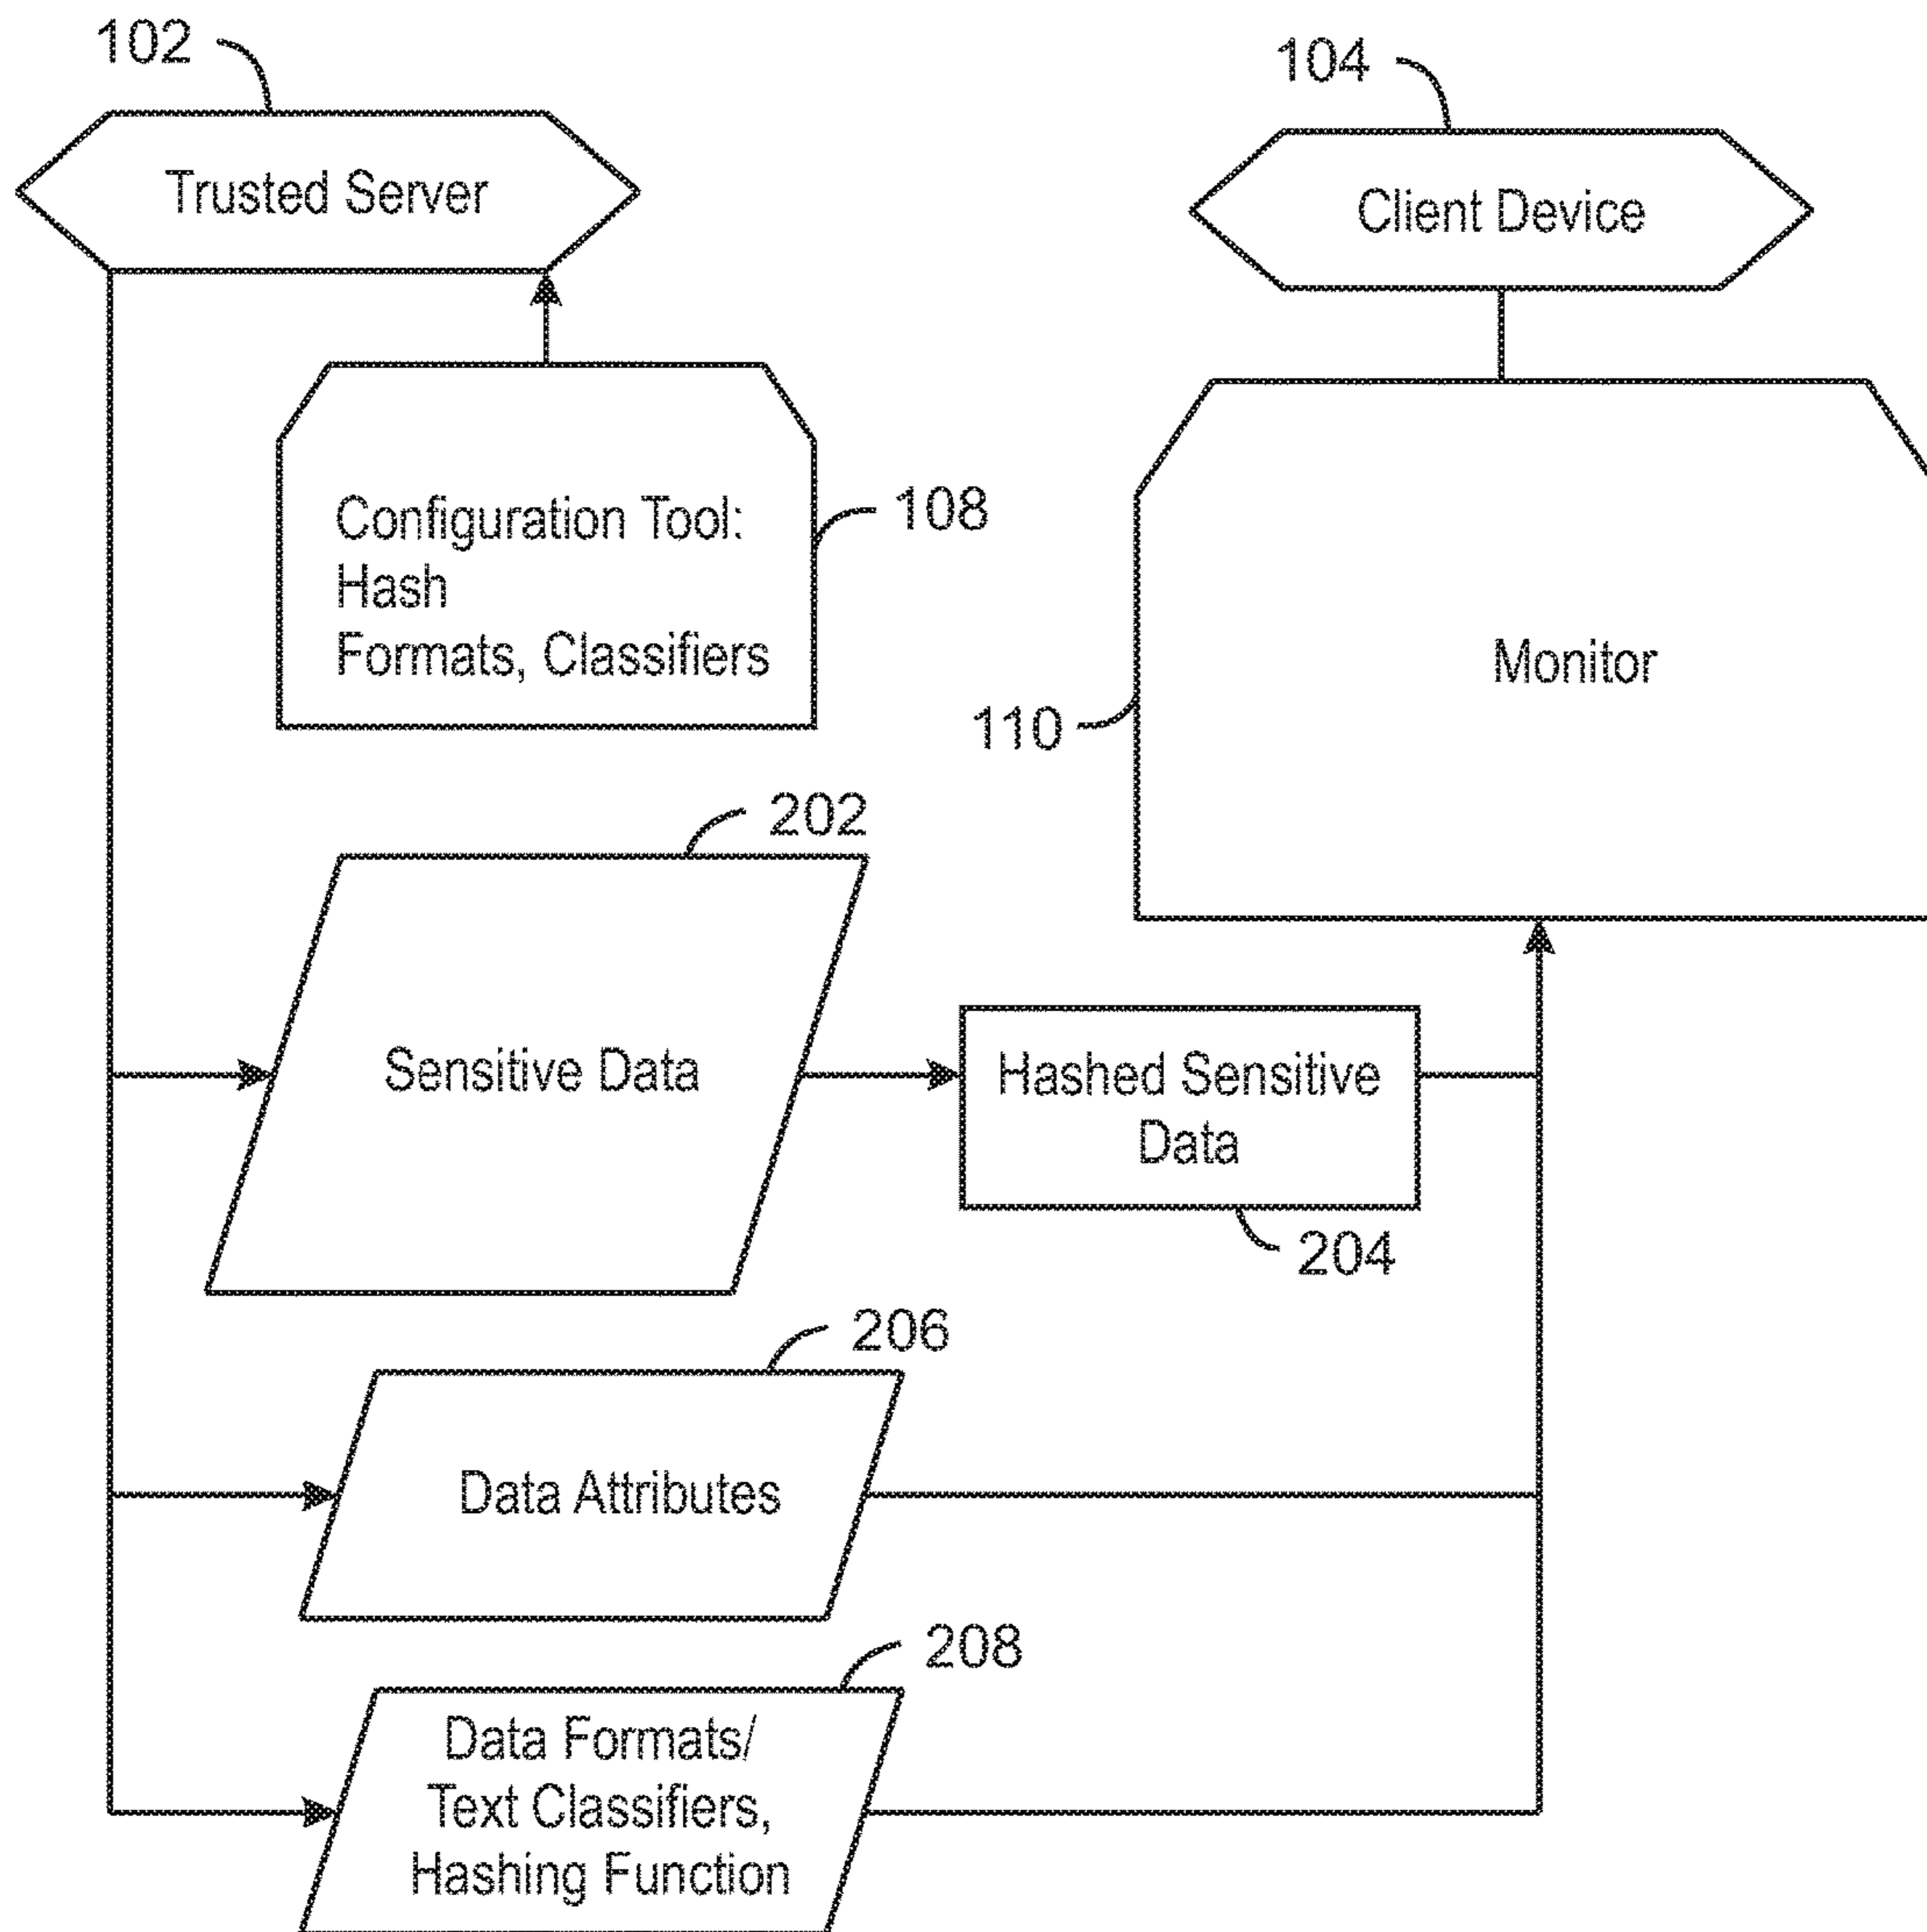 102
104
Trusted Server
Client Device
Configuration Tool:
Hash
Formats, Classifiers
108
Monitor
110
202
Sensitive Data
Hashed Sensitive
Data
204
206
Data Attributes
208
Data Formats/
Text Classifiers,
Hashing Function